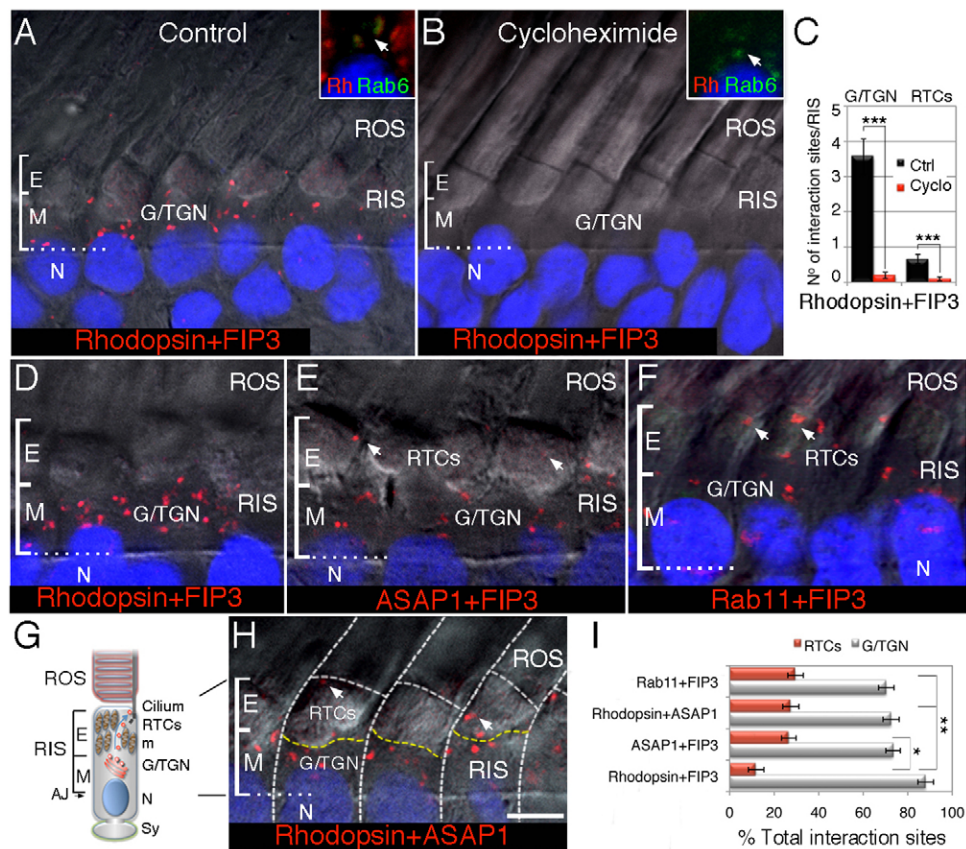 A Control
Rh Rab6
ROS
E
RIS
M G/TGN
N
Rhodopsin+FIP3
B Cycloheximide
Rh Rab6
ROS
E
RIS
M G/TGN
N
Rhodopsin+FIP3
C
G/TGN RTCs
Nº of interaction sites/RIS
5
4
3
2
1
0
***
***
Ctrl
Cyclo
Rhodopsin+FIP3
D ROS
E
RIS
M G/TGN
N
Rhodopsin+FIP3
E ROS
E RTCs
RIS
M G/TGN
N
ASAP1+FIP3
F ROS
E RTCs
RIS
G/TGN
M
N
Rab11+FIP3
G
ROS
Cilium
RTCs
E m
RIS
G/TGN
M
AJ N
Sy
H ROS
E
RTCs
M G/TGN
RIS
N
Rhodopsin+ASAP1
I RTCs G/TGN
Rab11+FIP3
Rhodopsin+ASAP1
ASAP1+FIP3
Rhodopsin+FIP3
**
*
0 20 40 60 80 100
% Total interaction sites